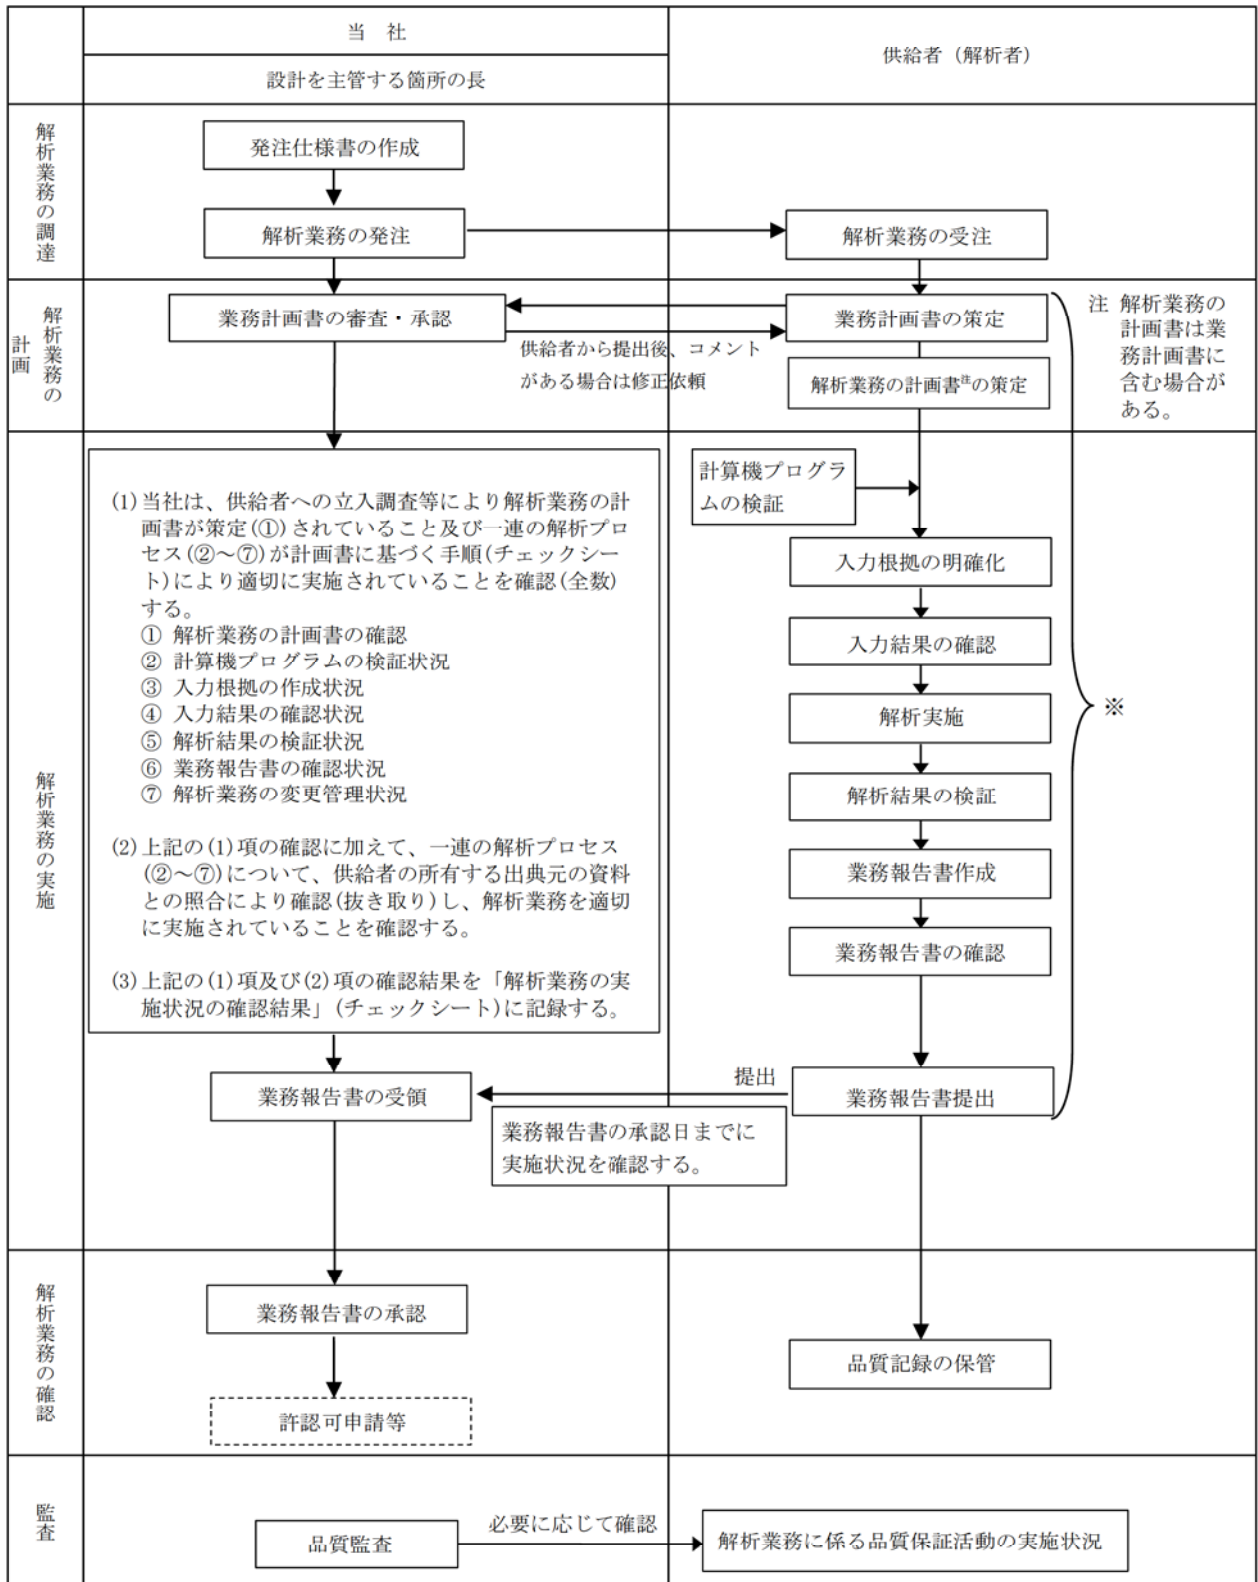 当 社
設計を主管する箇所の長
供給者（解析者）
解析業務の調達
発注仕様書の作成
解析業務の発注
解析業務の受注
解析業務の
計画
業務計画書の審査・承認
業務計画書の策定
供給者から提出後、コメント
がある場合は修正依頼
解析業務の計画書注の策定
注 解析業務の
計画書は業
務計画書に
含む場合が
ある。
解析業務の実施
(1) 当社は、供給者への立入調査等により解析業務の計
画書が策定(①)されていること及び一連の解析プロ
セス(②～⑦)が計画書に基づく手順(チェックシー
ト)により適切に実施されていることを確認(全数)
する。
① 解析業務の計画書の確認
② 計算機プログラムの検証状況
③ 入力根拠の作成状況
④ 入力結果の確認状況
⑤ 解析結果の検証状況
⑥ 業務報告書の確認状況
⑦ 解析業務の変更管理状況
(2) 上記の(1)項の確認に加えて、一連の解析プロセス
(②～⑦)について、供給者の所有する出典元の資料
との照合により確認(抜き取り)し、解析業務を適切
に実施されていることを確認する。
(3) 上記の(1)項及び(2)項の確認結果を「解析業務の実
施状況の確認結果」(チェックシート)に記録する。
計算機プログラ
ムの検証
入力根拠の明確化
入力結果の確認
解析実施
解析結果の検証
業務報告書作成
業務報告書の確認
※
業務報告書の受領
提出
業務報告書提出
業務報告書の承認日までに
実施状況を確認する。
解析業務の確認
業務報告書の承認
許認可申請等
品質記録の保管
監査
品質監査
必要に応じて確認
解析業務に係る品質保証活動の実施状況